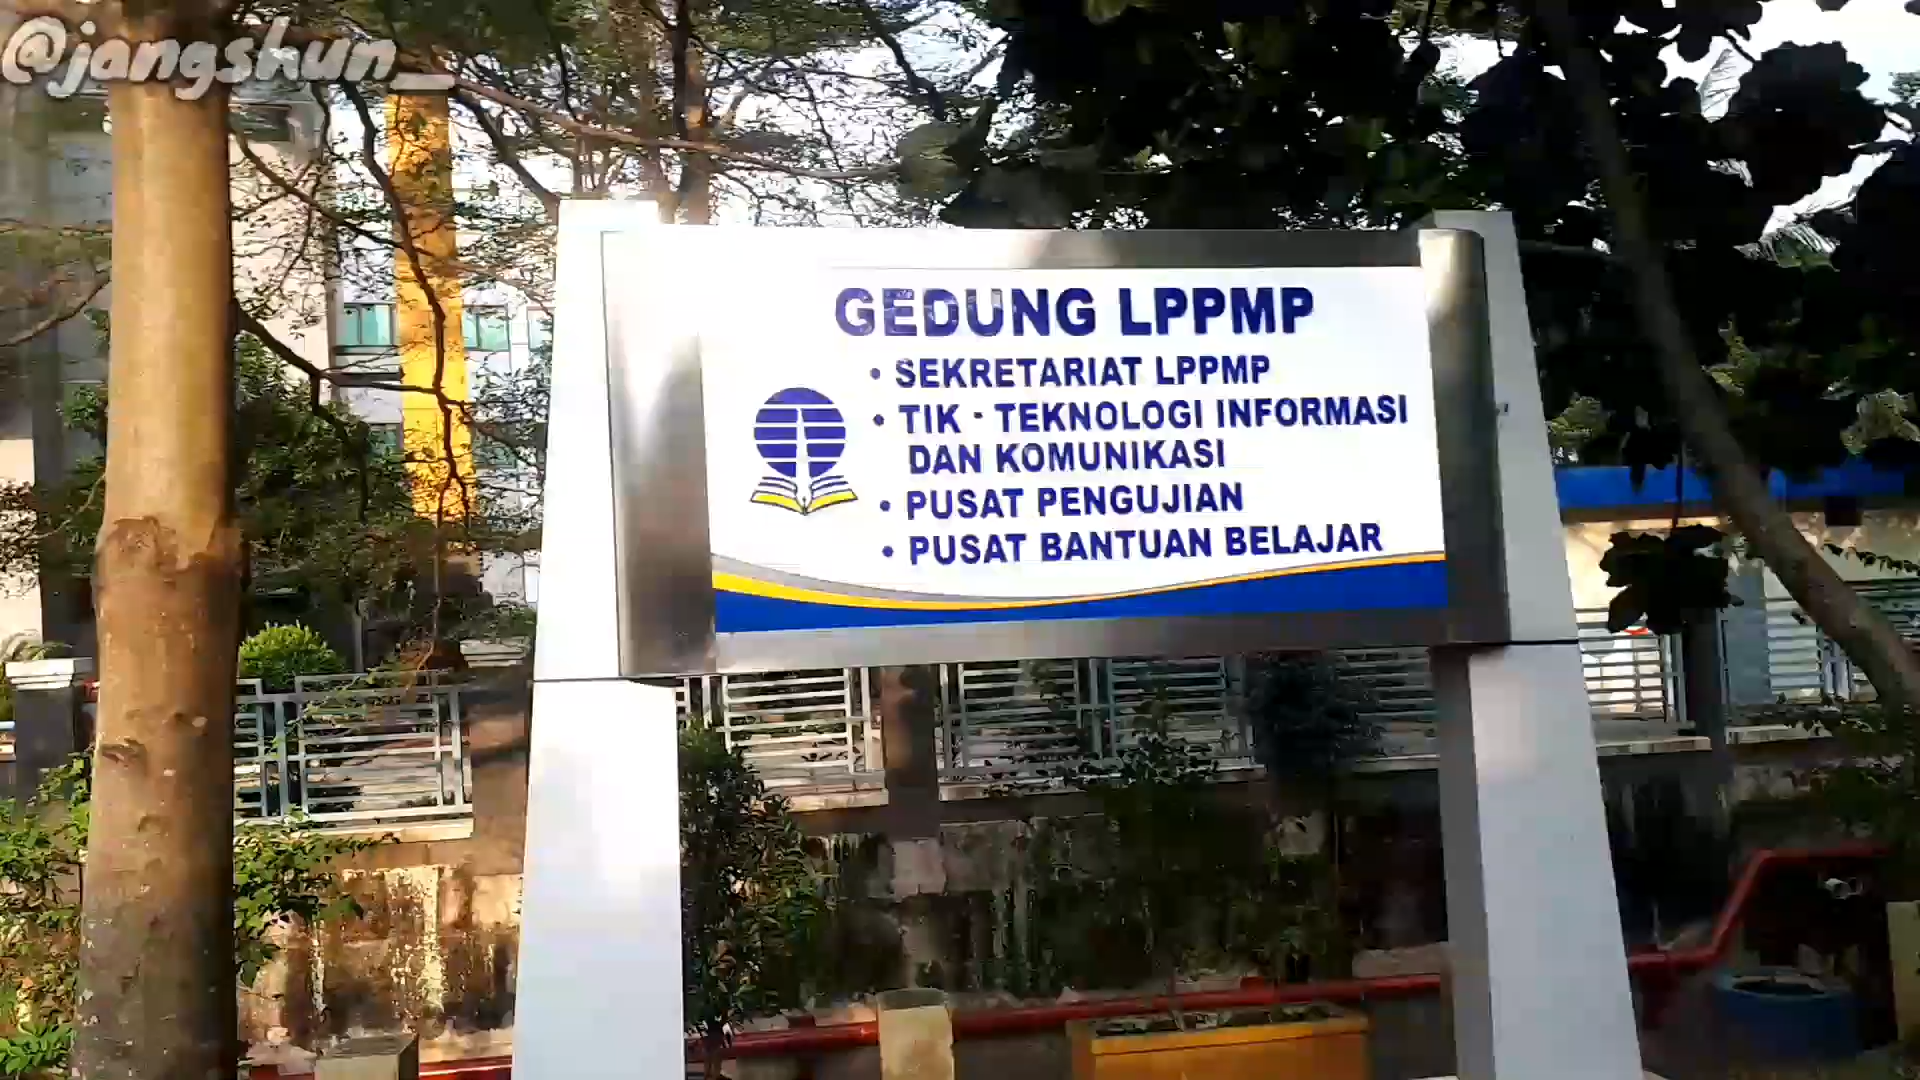 @jangshun_
GEDUNG LPPMP
• SEKRETARIAT LPPMP
• TIK - TEKNOLOGI INFORMASI
DAN KOMUNIKASI
• PUSAT PENGUJIAN
• PUSAT BANTUAN BELAJAR